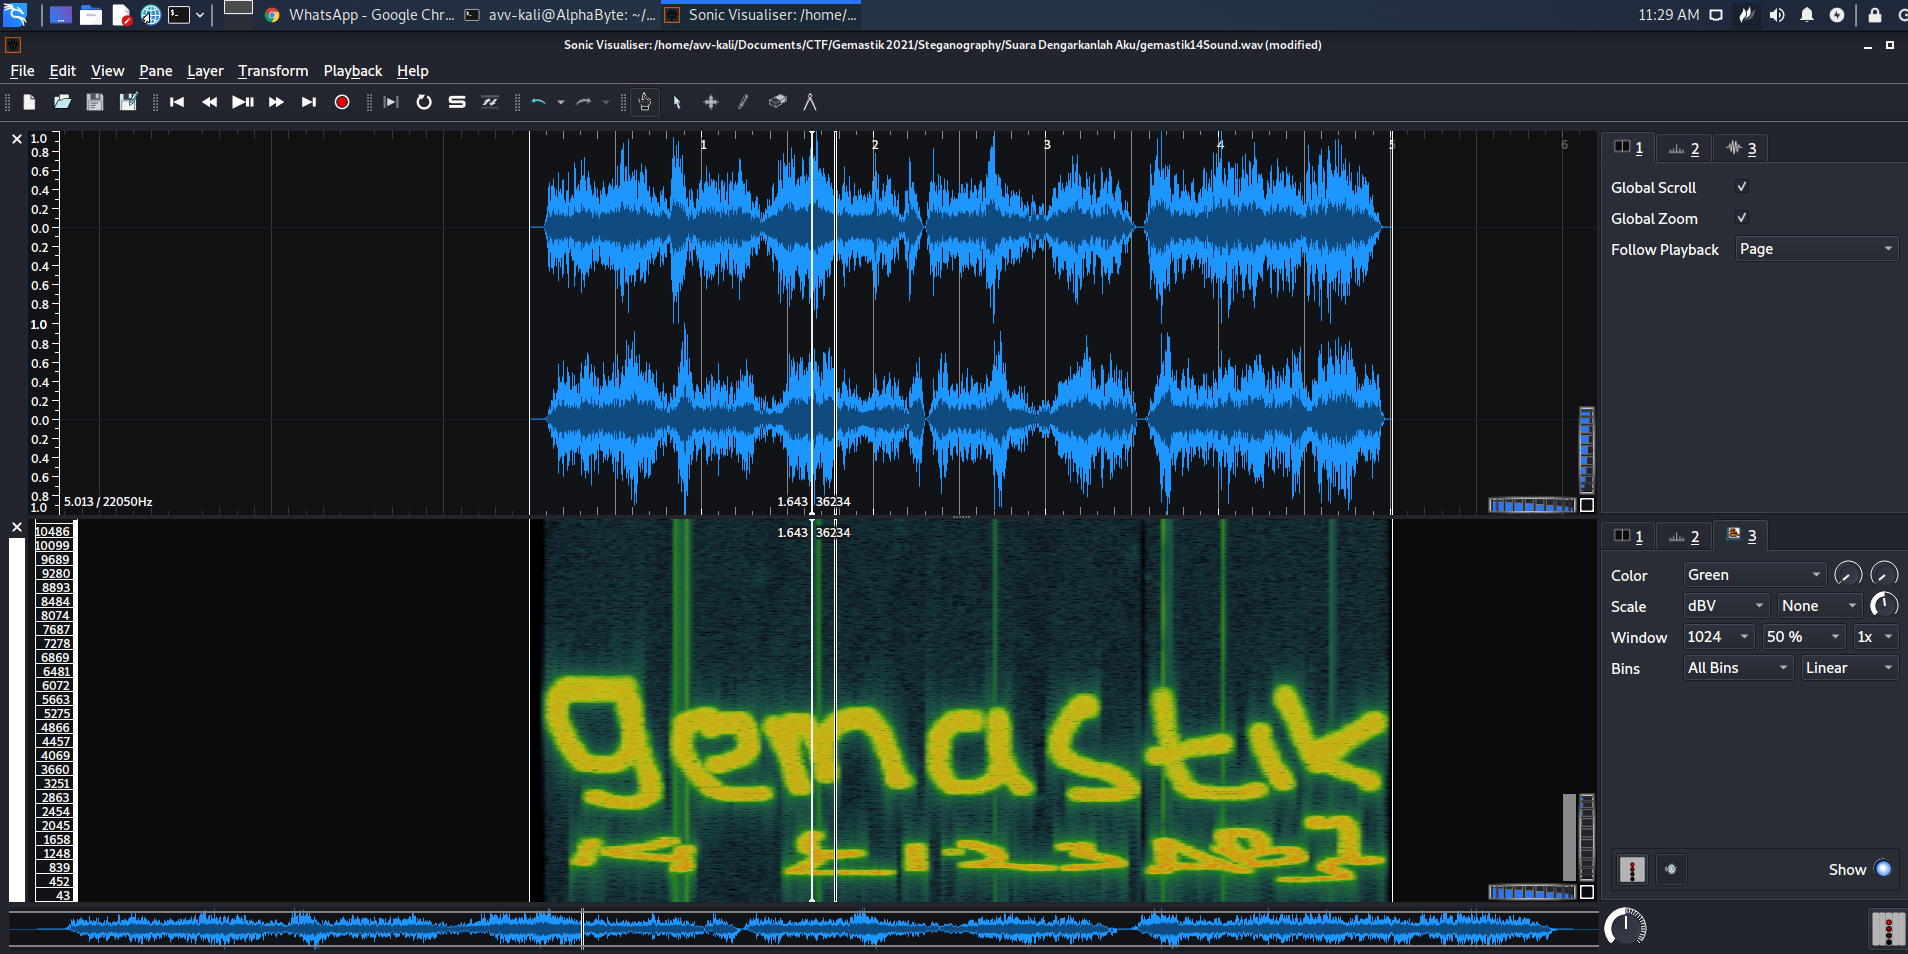 WhatsApp - Google Chr...
avv-kali@AlphaByte: ~/...
Sonic Visualiser: /home/...
11:29 AM
Sonic Visualiser: /home/avv-kali/Documents/CTF/Gemastik 2021/Steganography/Suara Dengarkanlah Aku/gemastik14Sound.wav (modified)
File Edit View Pane Layer Transform Playback Help
1 2 3 4 5 6
1.0
0.8
0.6
0.4
0.2
0.0
0.2
0.4
0.6
0.8
1.0
0.8
0.6
0.4
0.2
0.0
0.2
0.4
0.6
0.8
1.0
5.013 / 22050Hz
1.643 36234
1 2 3
Global Scroll
Global Zoom
Follow Playback Page
1.643 36234
10486
10099
9689
9280
8893
8484
8074
7687
7278
6869
6481
6072
5663
5275
4866
4457
4069
3660
3251
2863
2454
2045
1658
1248
839
452
43
gemastik
1 2 3
Color Green
Scale dBV None
Window 1024 50 % 1x
Bins All Bins Linear
Show